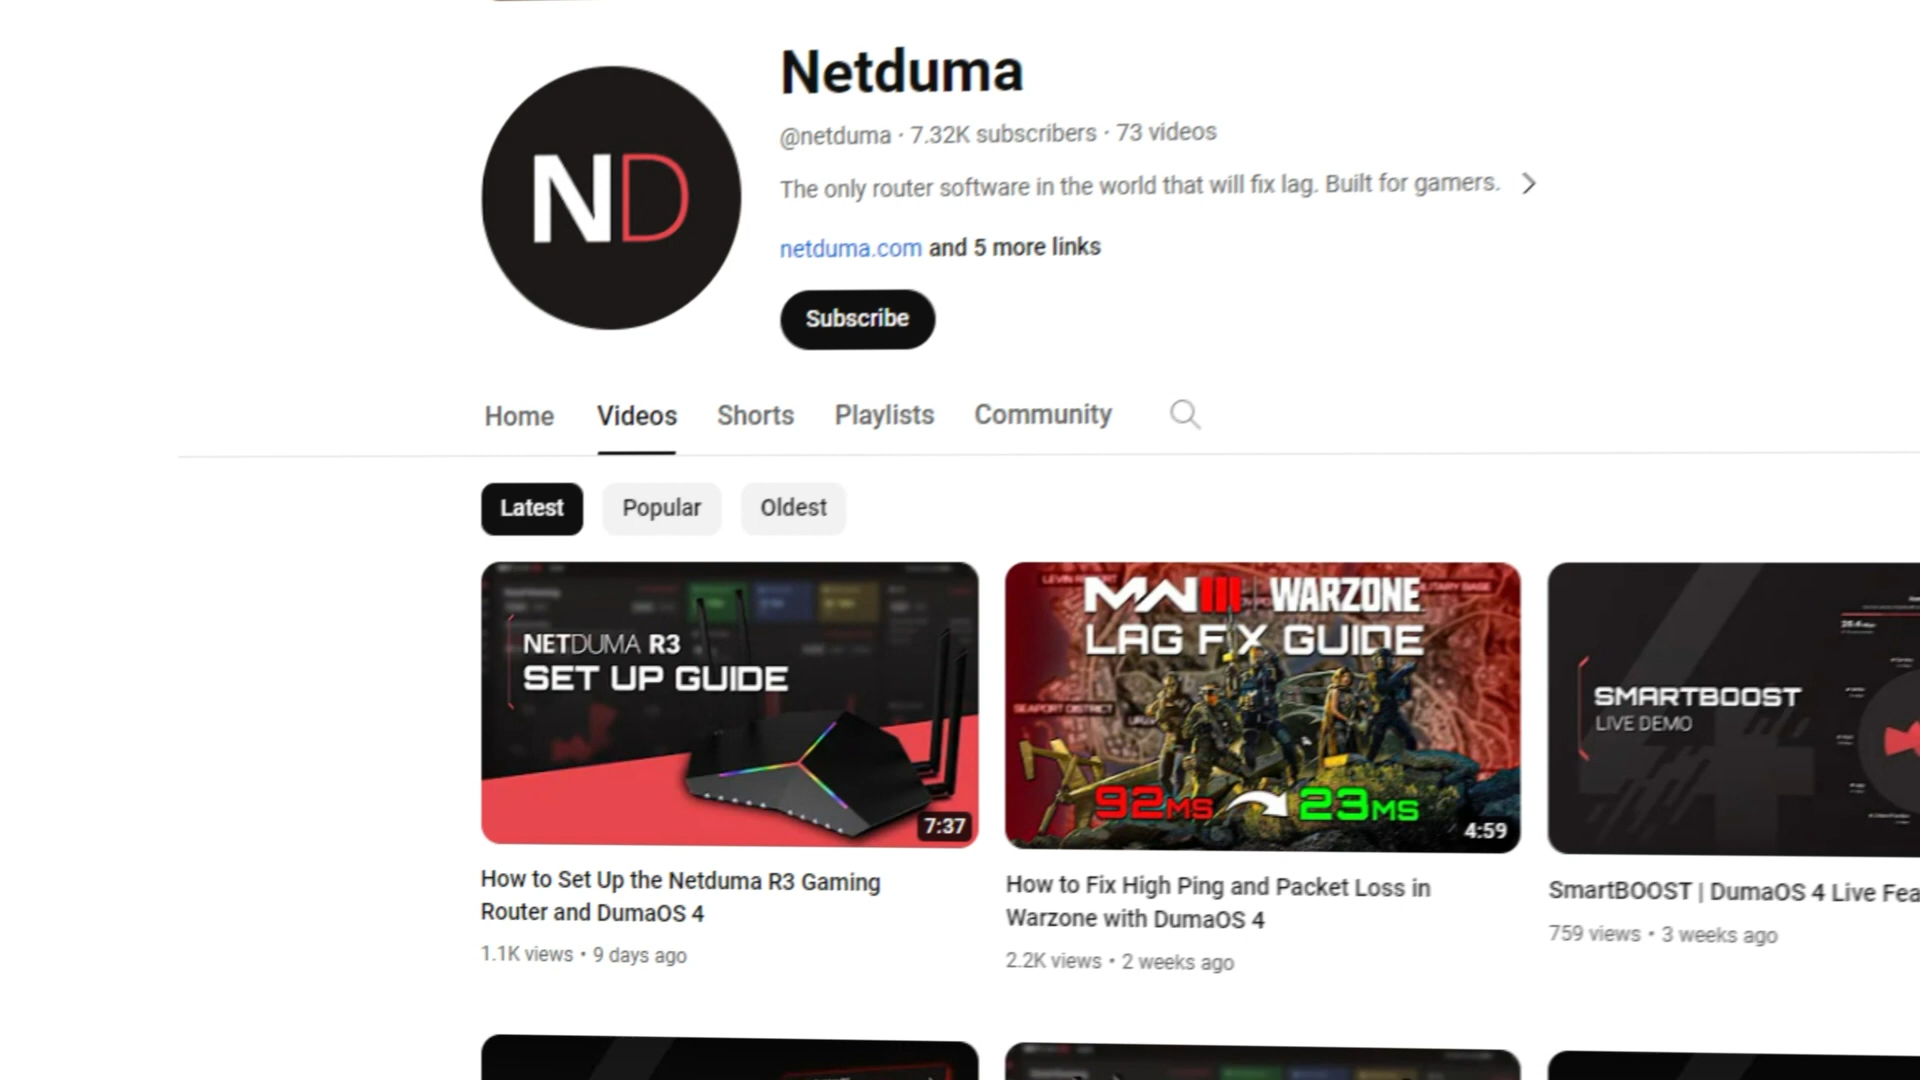 Netduma
ND
@netduma · 7.32K subscribers · 73 videos
The only router software in the world that will fix lag. Built for gamers.
netduma.com and 5 more links
Subscribe
Home Videos Shorts Playlists Community
Latest Popular Oldest
NETDUMA R3
SET UP GUIDE
7:37
MWIII WARZONE
LAG FIX GUIDE
SEAPORT DISTRICT
92MS 23MS
4:59
SMARTBOOST
LIVE DEMO
How to Set Up the Netduma R3 Gaming
Router and DumaOS 4
1.1K views • 9 days ago
How to Fix High Ping and Packet Loss in
Warzone with DumaOS 4
2.2K views • 2 weeks ago
SmartBOOST | DumaOS 4 Live Fea
759 views • 3 weeks ago